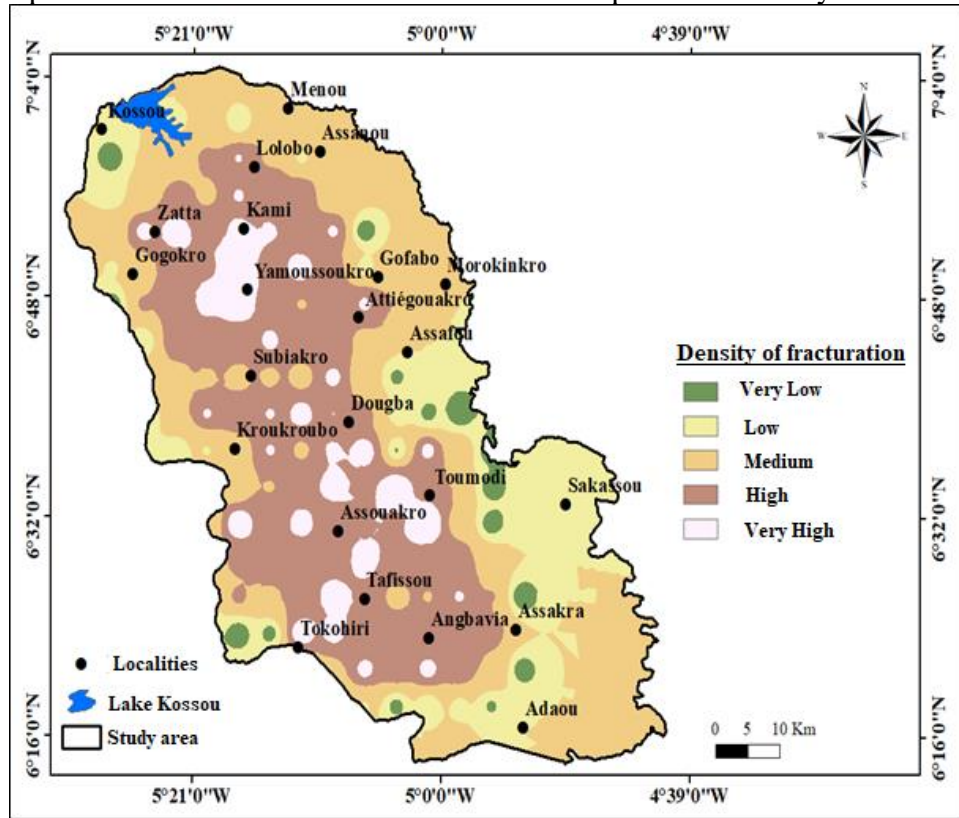 5°21'0"W 5°00'0"W 4°39'0"W
7°4'0"N 7°4'0"N
N
W E
S
Menou
Kossou
Assanou
Lolobo
Kami
Zatta
Gogokro
Gofabo
Morokinkro
Yamoussoukro
6°48'0"N 6°48'0"N
Attiégouakro
Assafou
Subiakro
Density of fracturation
Very Low
Dougba
Low
Kroukroubo
Medium
Toumodi
Sakassou
High
6°32'0"N 6°32'0"N
Assouakro
Very High
Tafissou
Assakra
Angbavia
Tokohiri
Localities
Lake Kossou
Adaou
Study area
0 5 10 Km
6°16'0"N 6°16'0"N
5°21'0"W 5°00'0"W 4°39'0"W